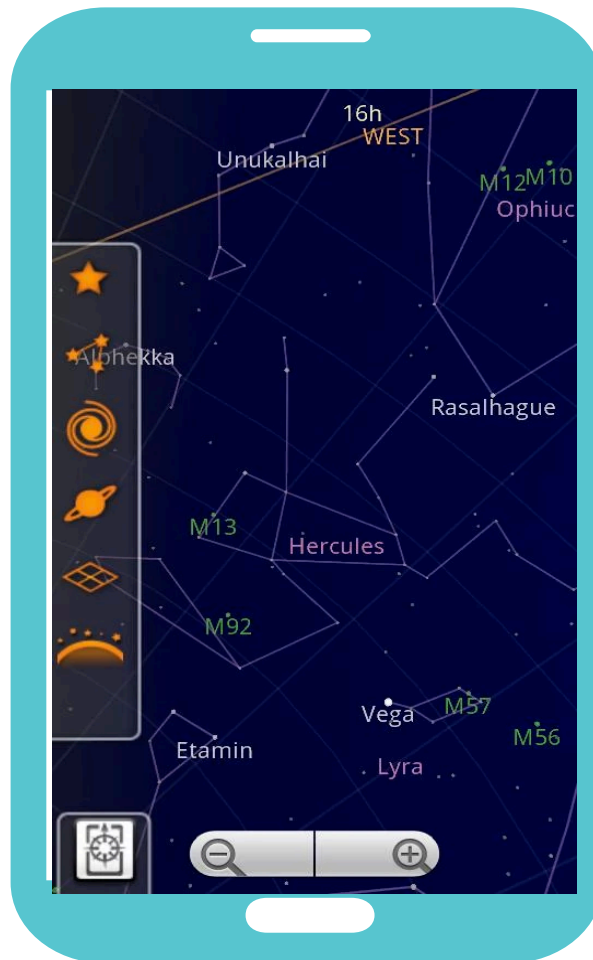 16h
WEST
Unukalhai
M12
M10
Ophiuc
Alphekka
Rasalhague
M13
Hercules
M92
Vega
M57
Etamin
M56
Lyra